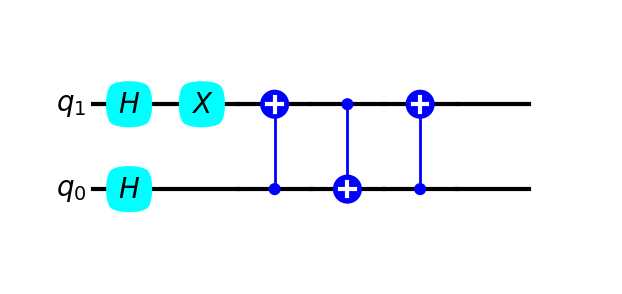 q₁ H X
q₀ H